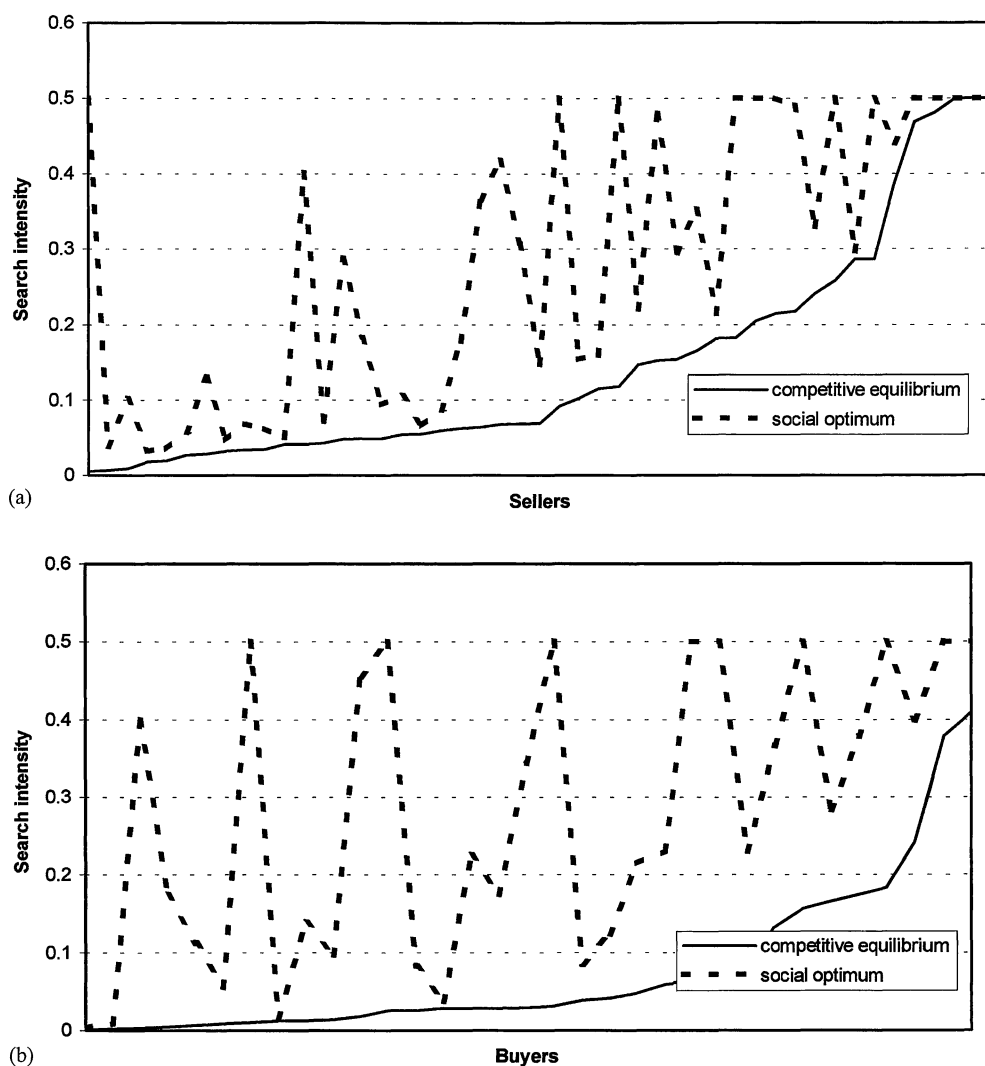 0.6
0.5
0.4
0.3
0.2
0.1
0
Search intensity
competitive equilibrium
social optimum
(a)
Sellers
0.6
0.5
0.4
0.3
0.2
0.1
0
Search intensity
competitive equilibrium
social optimum
(b)
Buyers